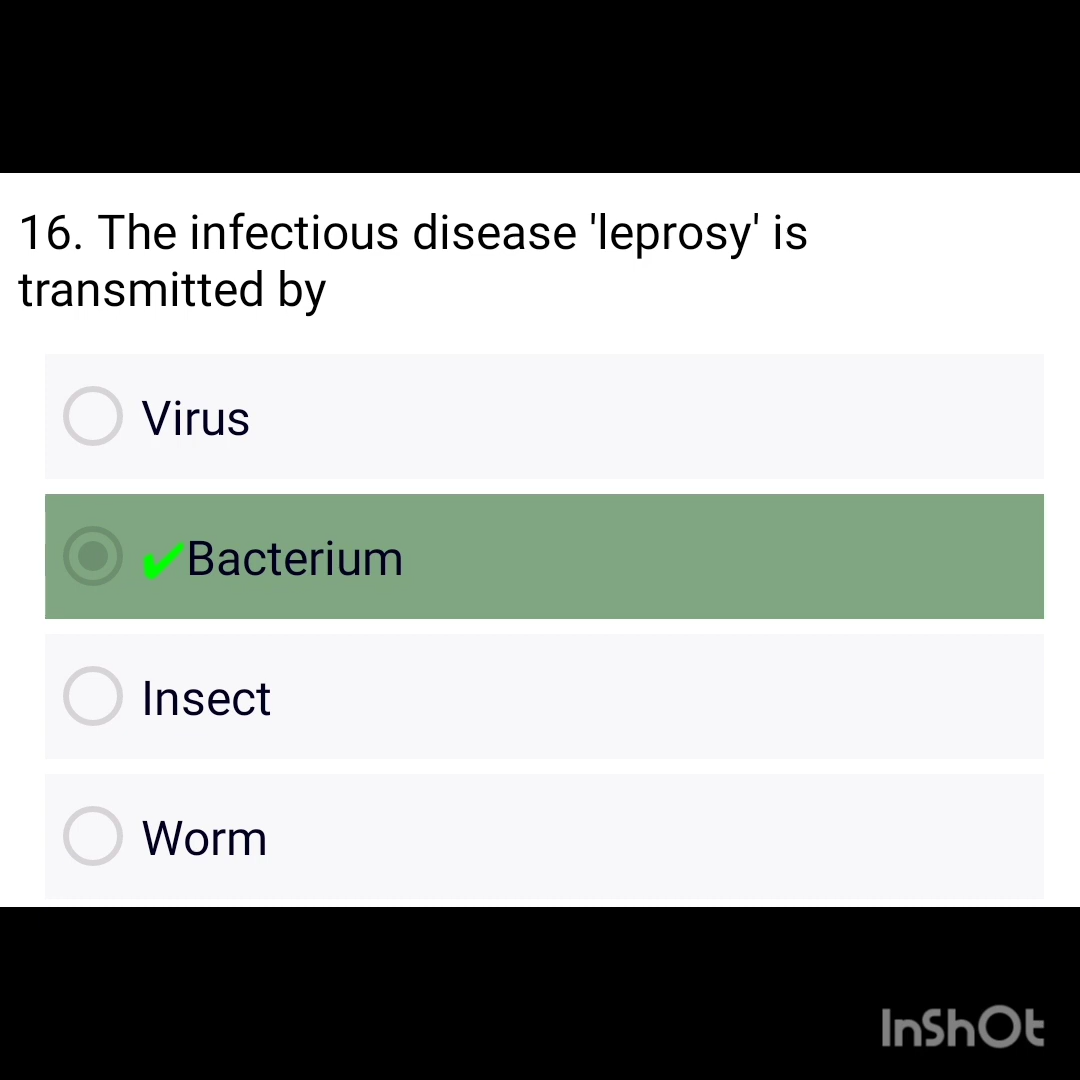 16. The infectious disease 'leprosy' is
transmitted by
Virus
✔Bacterium
Insect
Worm
InShOt